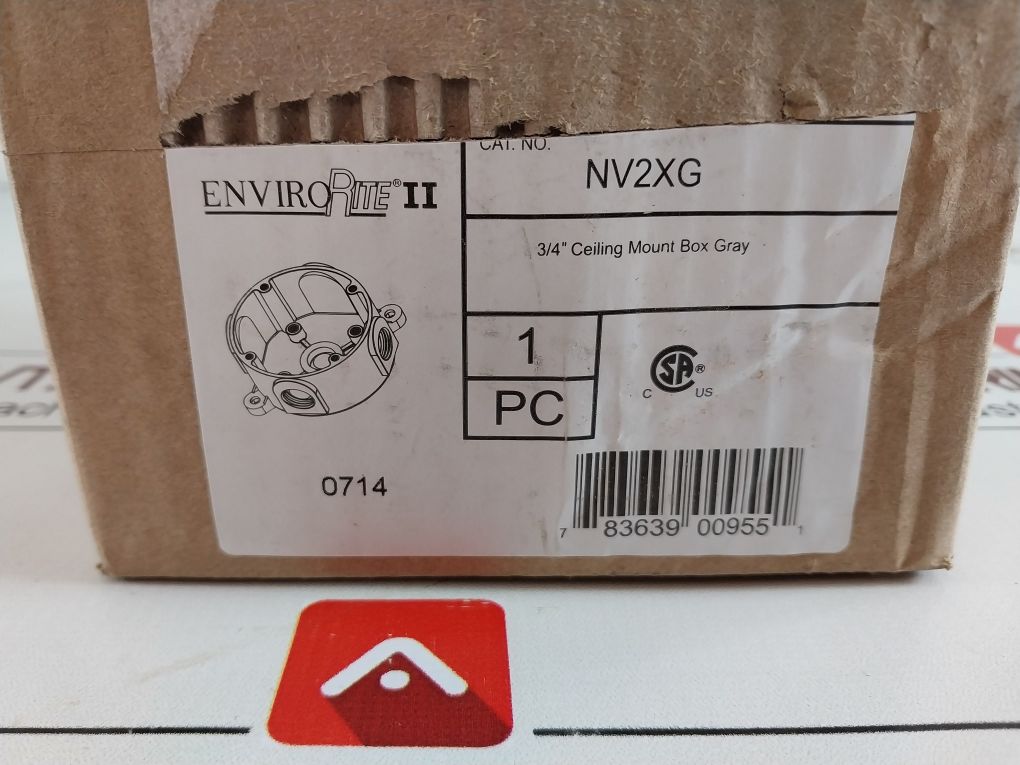 CAT. NO.
ENVIRORITE® II
NV2XG
3/4" Ceiling Mount Box Gray
1
PC
CSA®
C US
0714
7 83639 00955 1